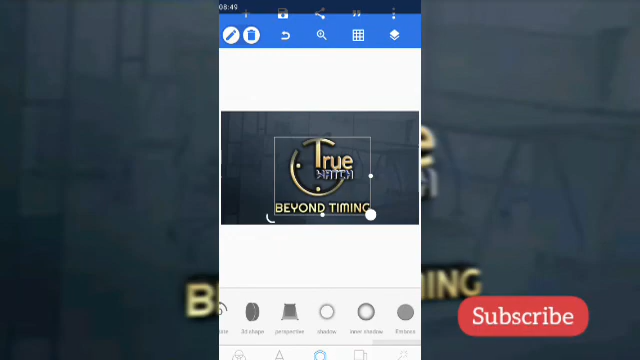 08:49
True
WATCH
BEYOND TIMING
3d shape
perspective
shadow
inner shadow
Subscribe